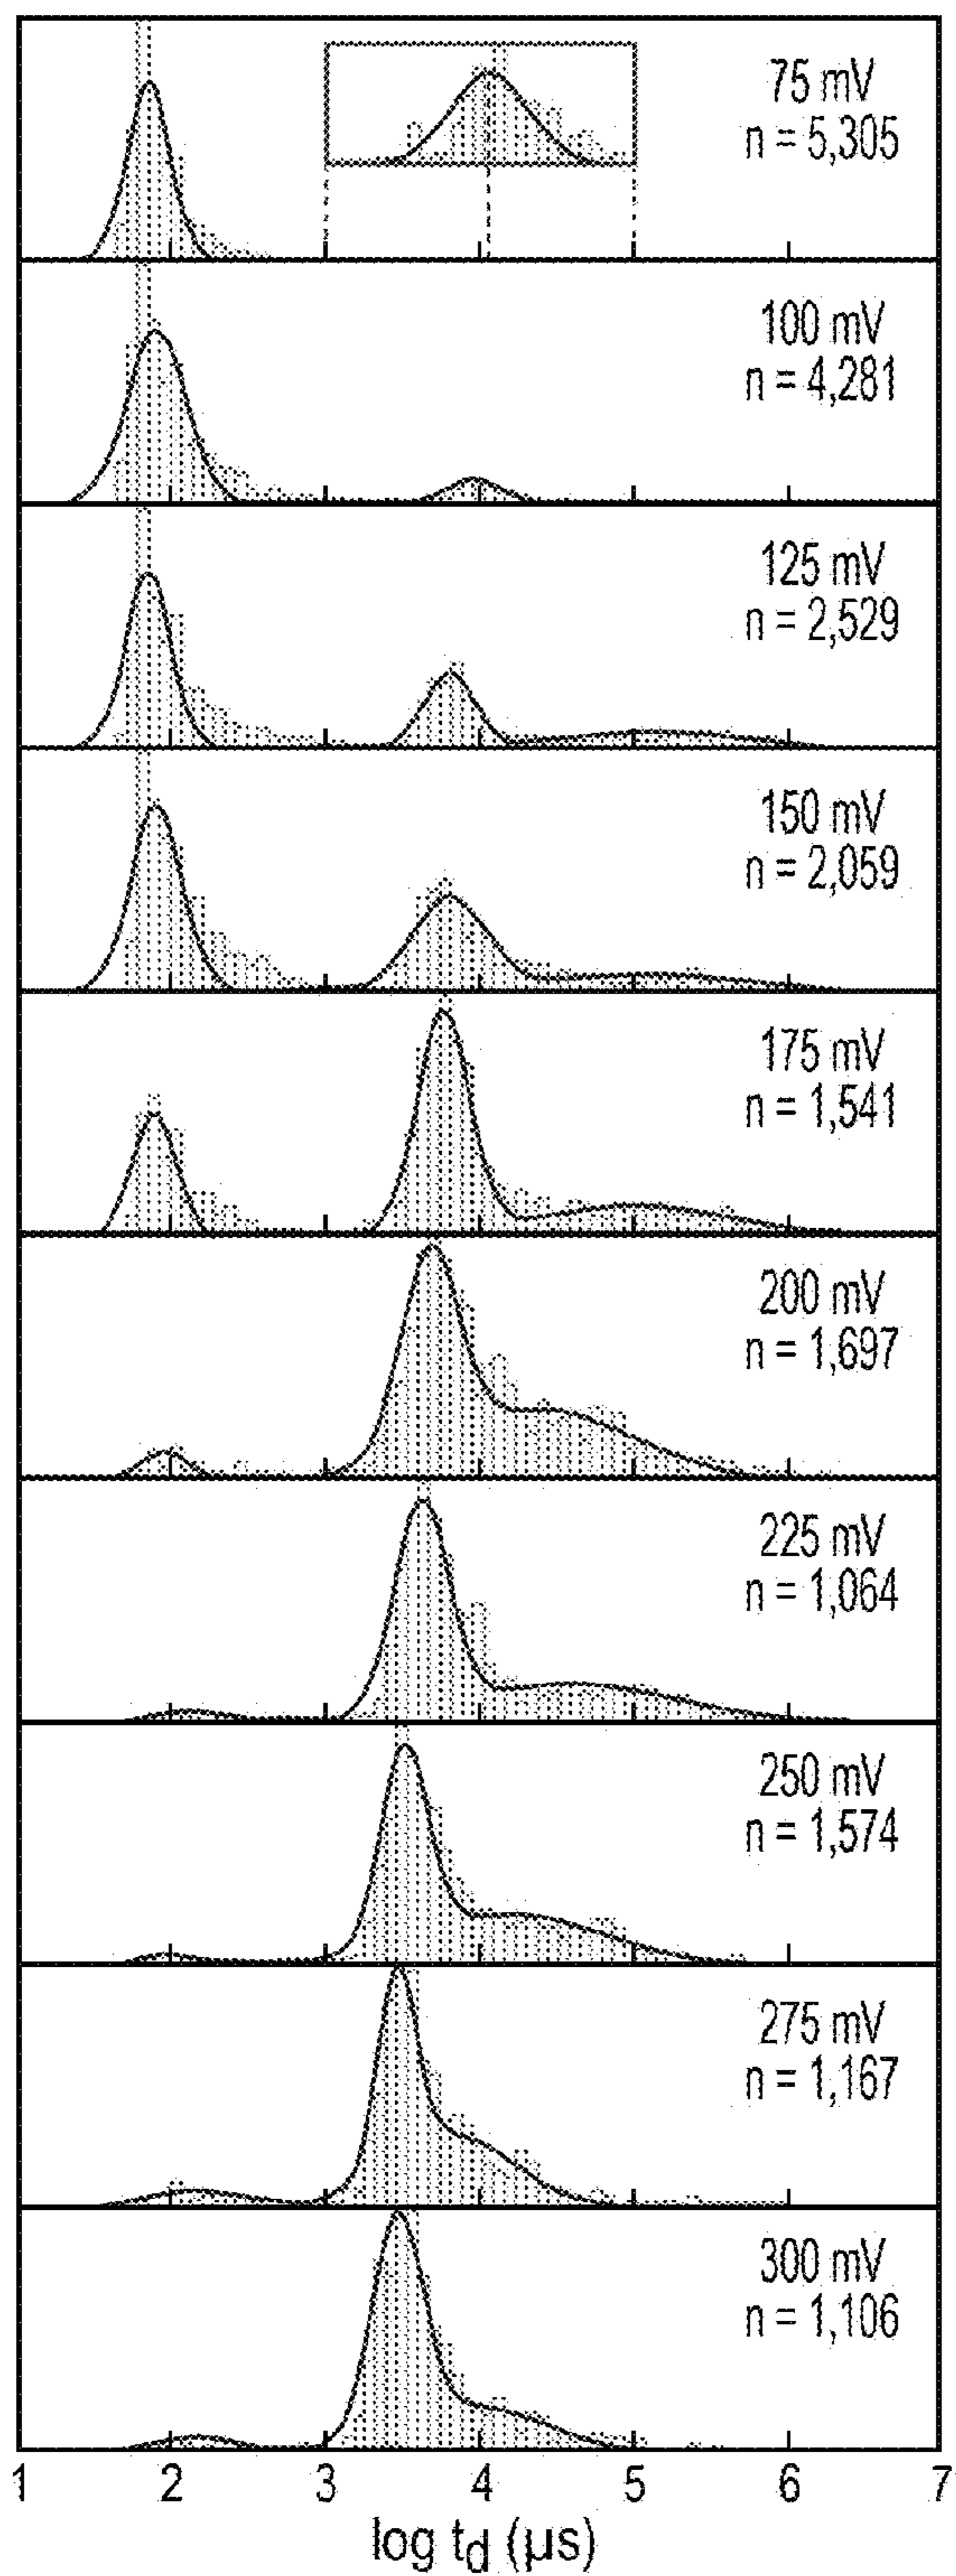 75 mV
n = 5,305
100 mV
n = 4,281
125 mV
n = 2,529
150 mV
n = 2,059
175 mV
n = 1,541
200 mV
n = 1,697
225 mV
n = 1,064
250 mV
n = 1,574
275 mV
n = 1,167
300 mV
n = 1,106
1 2 3 4 5 6 7
log td (µs)